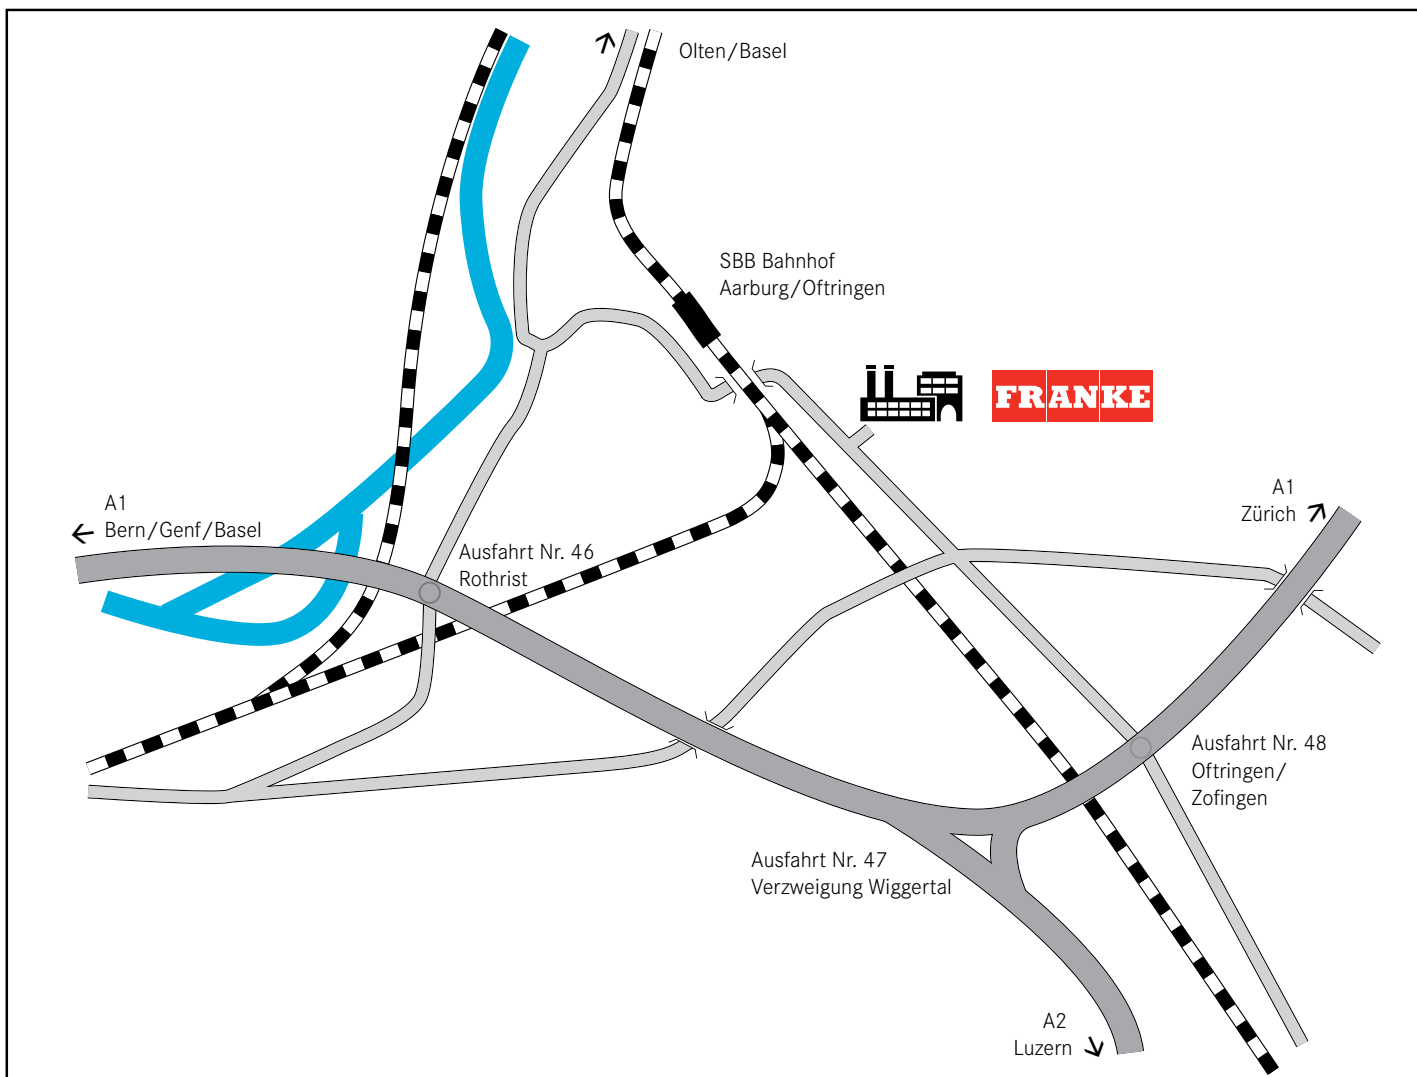 Olten/Basel
SBB Bahnhof
Aarburg/Oftringen
FRANKE
A1
Bern/Genf/Basel
A1
Zürich
Ausfahrt Nr. 46
Rothrist
Ausfahrt Nr. 48
Oftringen/
Zofingen
Ausfahrt Nr. 47
Verzweigung Wiggertal
A2
Luzern